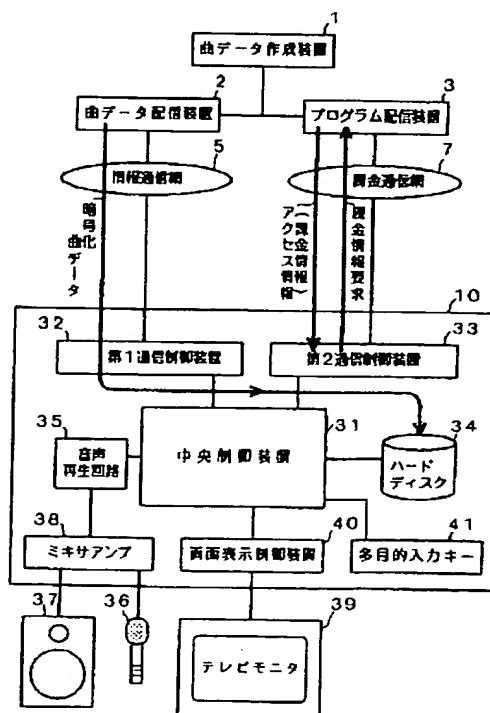 1
曲データ作成装置
2
曲データ配信装置
3
プログラム配信装置
5
情報通信網
7
課金通信網
暗号化
曲データ
アクセス情報
(課金情報)
課金情報要求
10
32
第1通信制御装置
33
第2通信制御装置
35
音声
再生回路
31
中央制御装置
34
ハード
ディスク
38
ミキサアンプ
40
画面表示制御装置
41
多目的入力キー
37
36
39
テレビモニタ